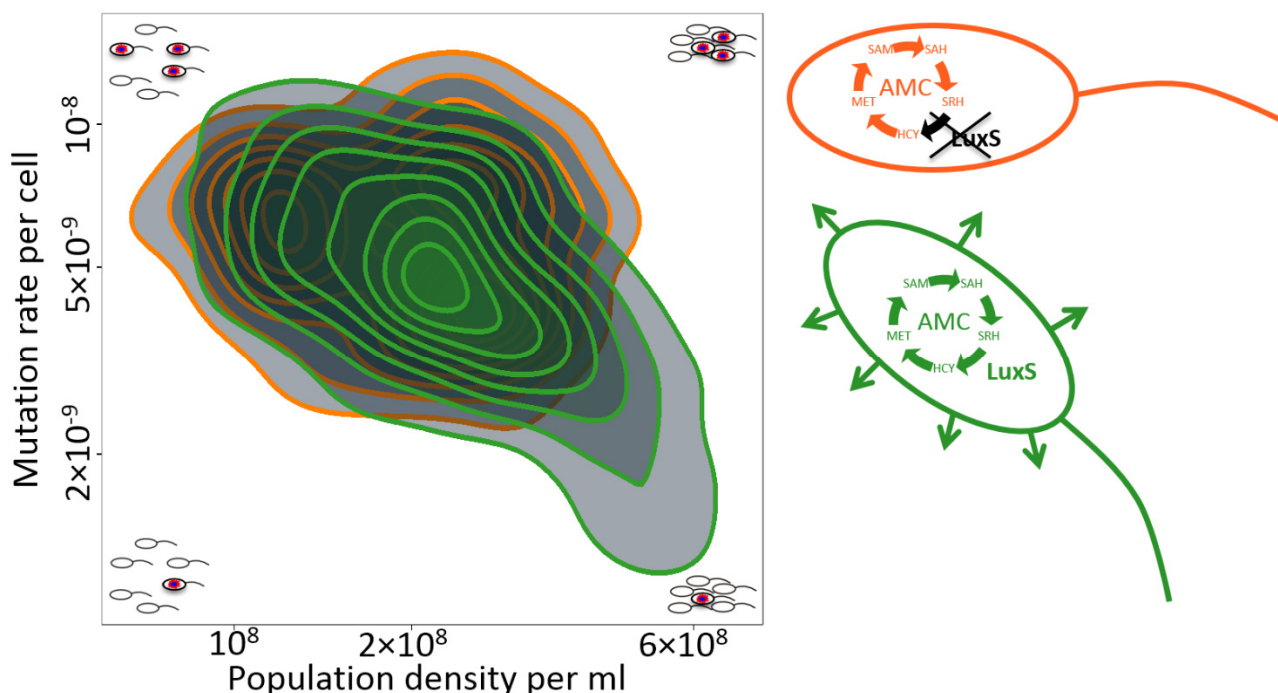 Mutation rate per cell
10⁻⁸
5×10⁻⁹
2×10⁻⁹
10⁸
2×10⁸
6×10⁸
Population density per ml
SAM
SAH
MET
AMC
SRH
HCY
LuxS
SAM
SAH
AMC
MET
SRH
HCY
LuxS